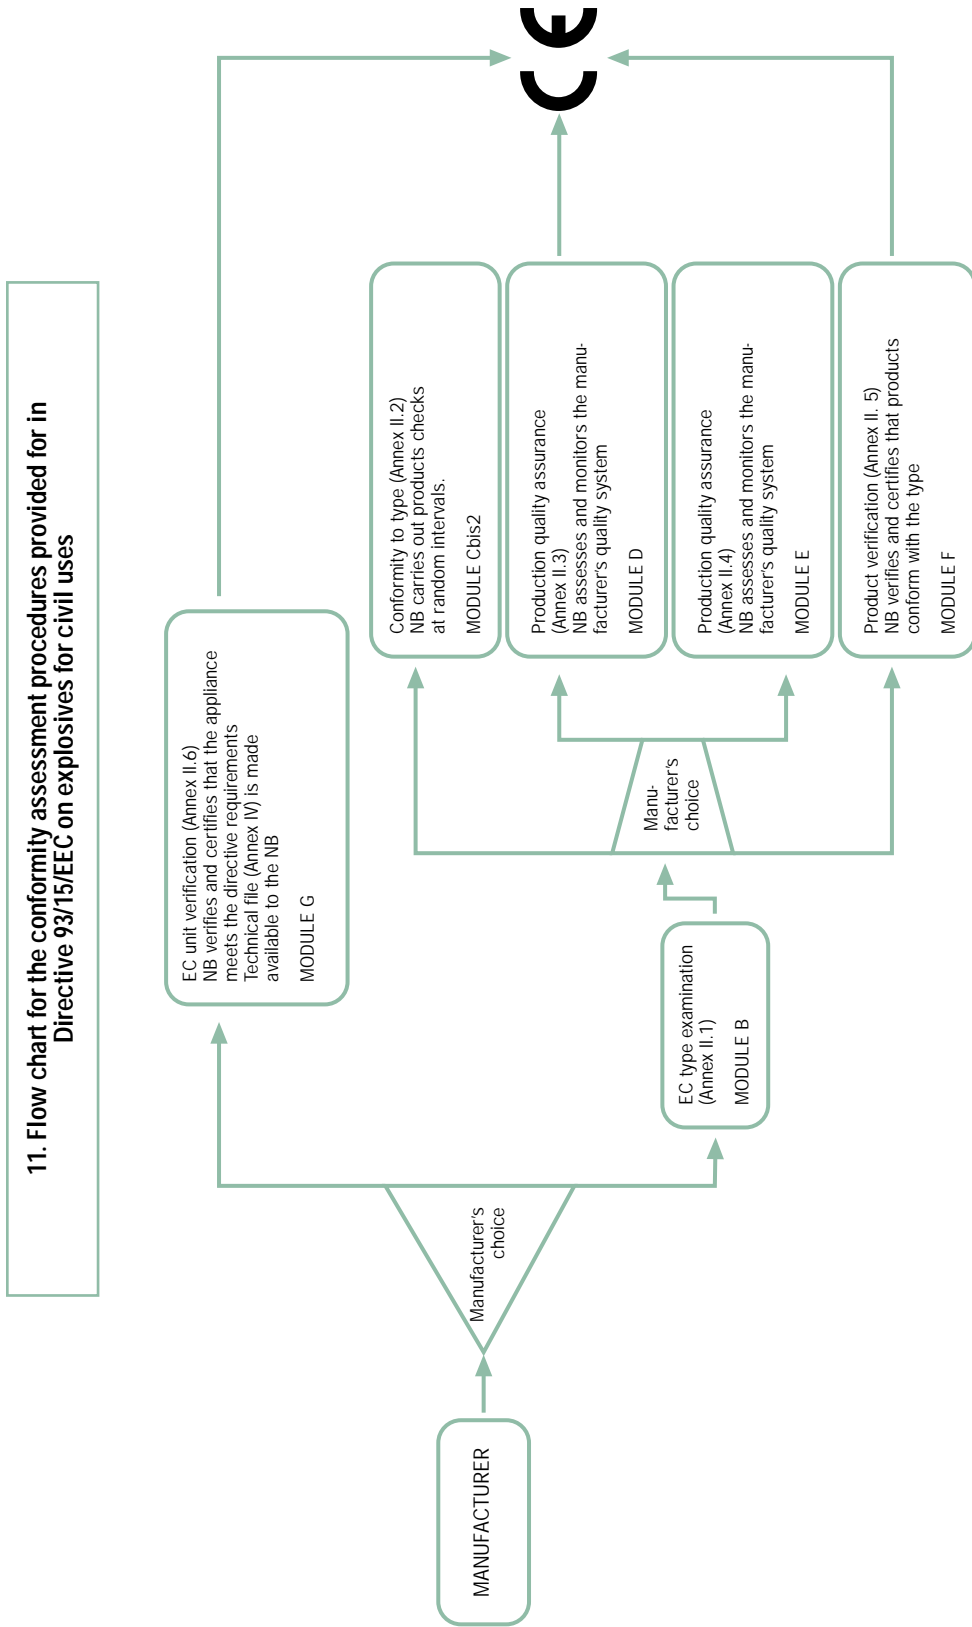 11. Flow chart for the conformity assessment procedures provided for in
Directive 93/15/EEC on explosives for civil uses
MANUFACTURER
Manufacturer's
choice
EC unit verification (Annex II.6)
NB verifies and certifies that the appliance
meets the directive requirements
Technical file (Annex IV) is made
available to the NB
MODULE G
EC type examination
(Annex II.1)
MODULE B
Manu-
facturer's
choice
Conformity to type (Annex II.2)
NB carries out products checks
at random intervals.
MODULE Cbis2
Production quality assurance
(Annex II.3)
NB assesses and monitors the manu-
facturer's quality system
MODULE D
Production quality assurance
(Annex II.4)
NB assesses and monitors the manu-
facturer's quality system
MODULE E
Product verification (Annex II. 5)
NB verifies and certifies that products
conform with the type
MODULE F
CE